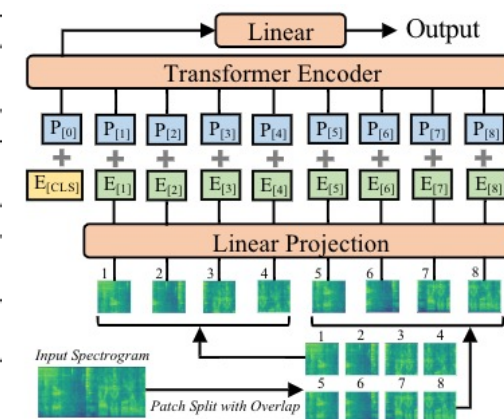 Linear Output
Transformer Encoder
P[0] P[1] P[2] P[3] P[4] P[5] P[6] P[7] P[8]
+ + + + + + + + +
E[CLS] E[1] E[2] E[3] E[4] E[5] E[6] E[7] E[8]
Linear Projection
1 2 3 4 5 6 7 8
1 2 3 4
Input Spectrogram
5 6 7 8
Patch Split with Overlap